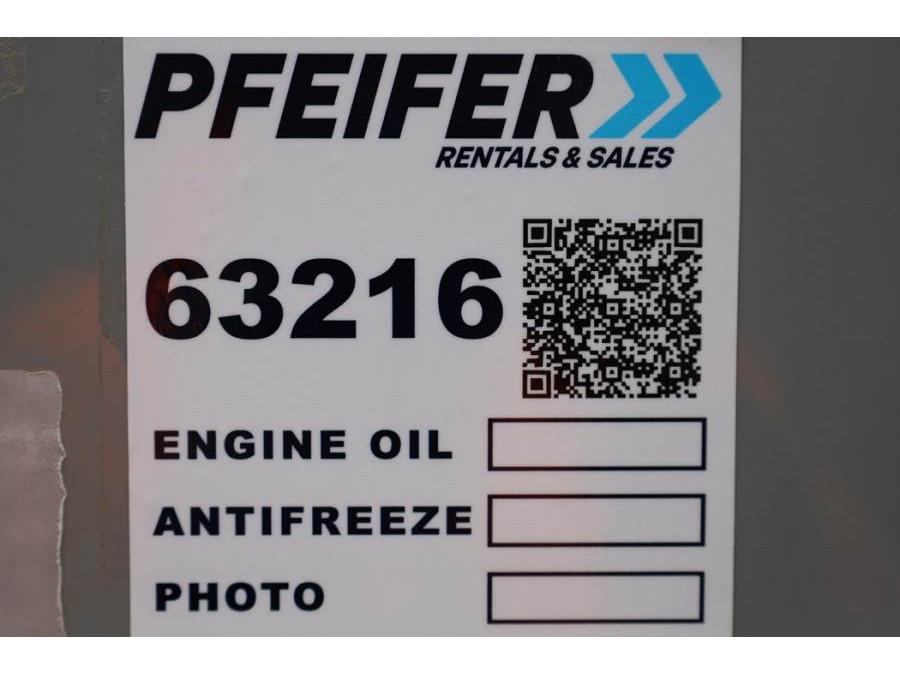 PFEIFER
RENTALS & SALES
63216
ENGINE OIL
ANTIFREEZE
PHOTO